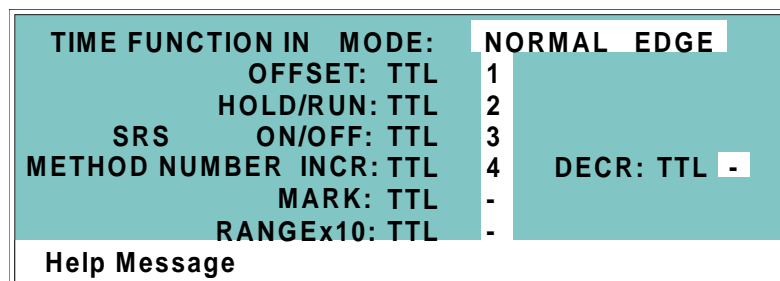 TIME FUNCTION IN MODE: NORMAL EDGE
OFFSET: TTL 1
HOLD/RUN: TTL 2
SRS ON/OFF: TTL 3
METHOD NUMBER INCR: TTL 4 DECR: TTL -
MARK: TTL -
RANGEx10: TTL -
Help Message